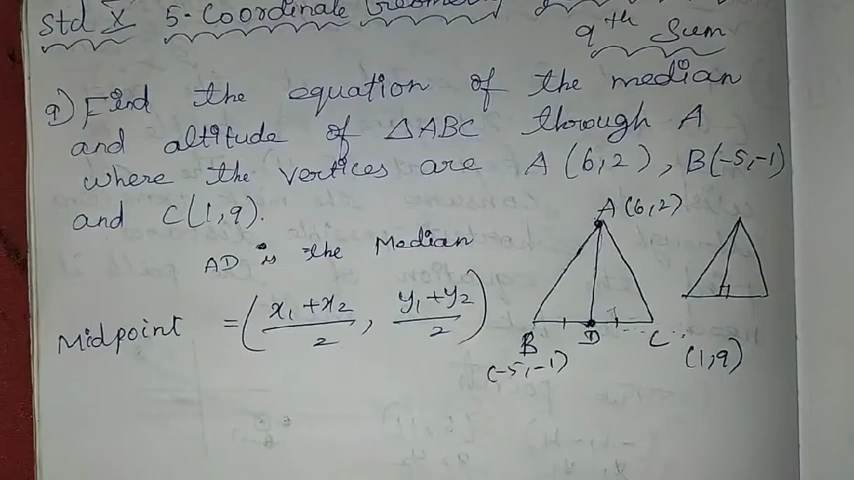 Std X 5-Coordinate Geometry
9th Sum
9) Find the equation of the median
and altitude of △ABC through A
where the vertices are A (6,2), B(-5,-1)
and C(1,9).
A(6,2)
AD is the Median
Midpoint = (x₁+x₂/2, y₁+y₂/2)
B D C
(-5,-1) (1,9)